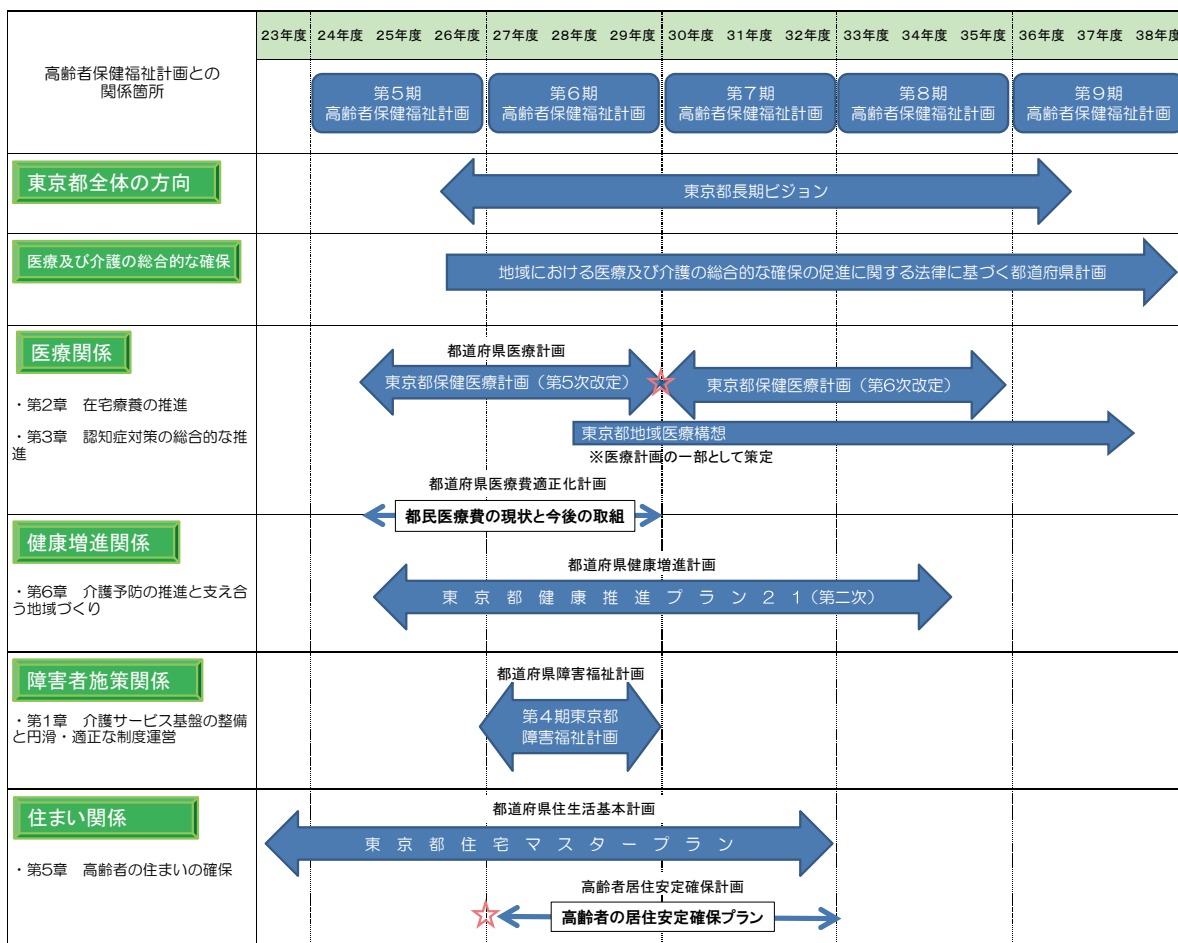 高齢者保健福祉計画との
関係箇所
23年度 24年度 25年度 26年度 27年度 28年度 29年度 30年度 31年度 32年度 33年度 34年度 35年度 36年度 37年度 38年度
第5期
高齢者保健福祉計画
第6期
高齢者保健福祉計画
第7期
高齢者保健福祉計画
第8期
高齢者保健福祉計画
第9期
高齢者保健福祉計画
東京都全体の方向
東京都長期ビジョン
医療及び介護の総合的な確保
地域における医療及び介護の総合的な確保の促進に関する法律に基づく都道府県計画
医療関係
・第2章 在宅療養の推進
・第3章 認知症対策の総合的な推
進
都道府県医療計画
東京都保健医療計画（第5次改定）
東京都保健医療計画（第6次改定）
東京都地域医療構想
※医療計画の一部として策定
都道府県医療費適正化計画
都民医療費の現状と今後の取組
健康増進関係
・第6章 介護予防の推進と支え合
う地域づくり
都道府県健康増進計画
東京都健康推進プラン21（第二次）
障害者施策関係
・第1章 介護サービス基盤の整備
と円滑・適正な制度運営
都道府県障害福祉計画
第4期東京都
障害福祉計画
住まい関係
・第5章 高齢者の住まいの確保
都道府県住生活基本計画
東京都住宅マスタープラン
高齢者居住安定確保計画
高齢者の居住安定確保プラン